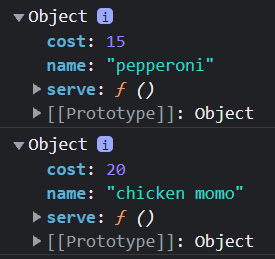 Object i
cost: 15
name: "pepperoni"
serve: ƒ ()
[[Prototype]]: Object
Object i
cost: 20
name: "chicken momo"
serve: ƒ ()
[[Prototype]]: Object